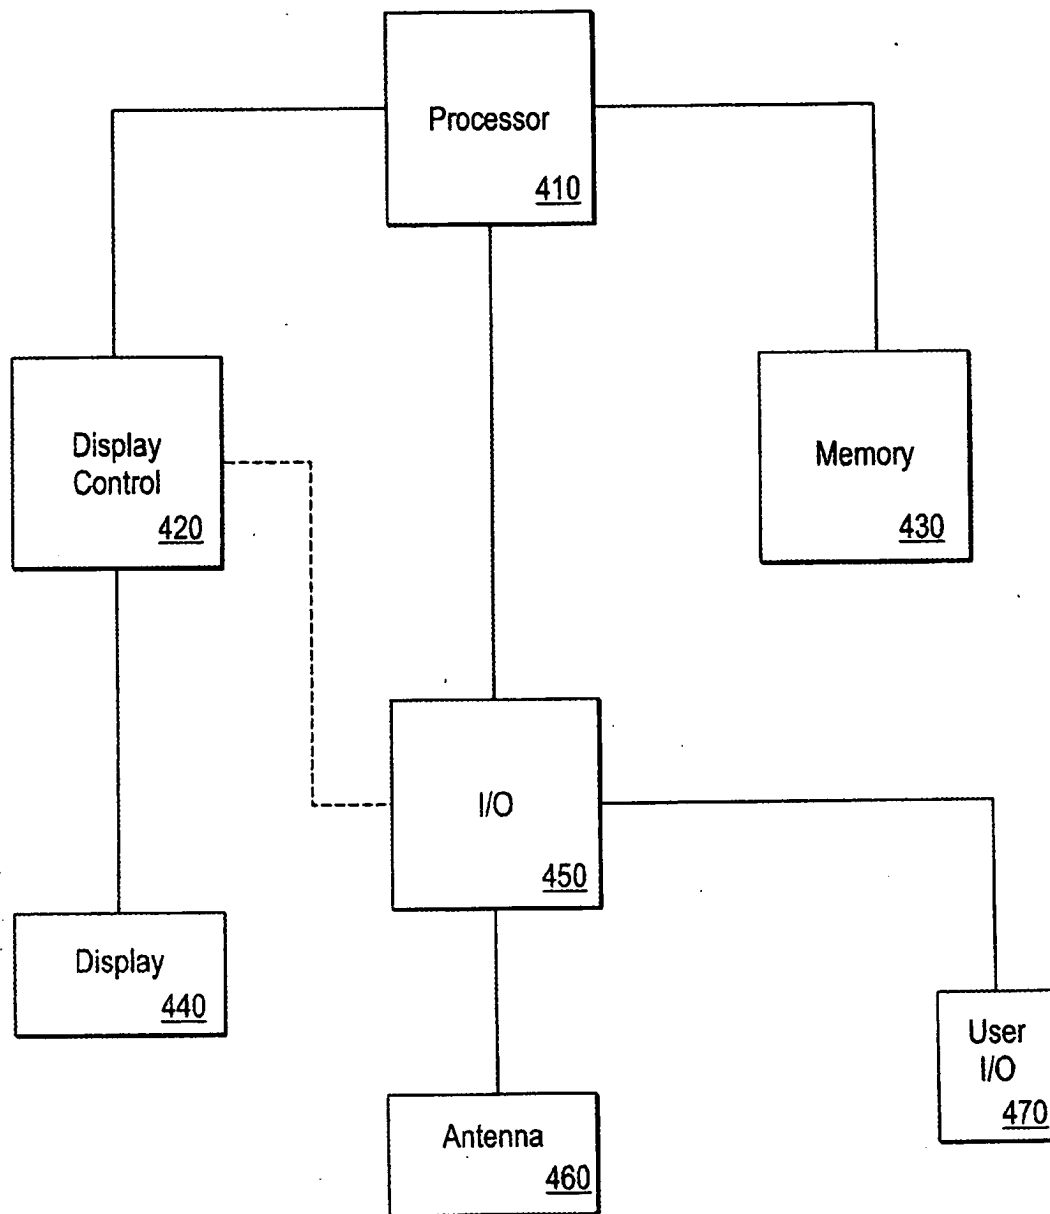 Processor
410
Display
Control
420
Memory
430
I/O
450
Display
440
User
I/O
470
Antenna
460